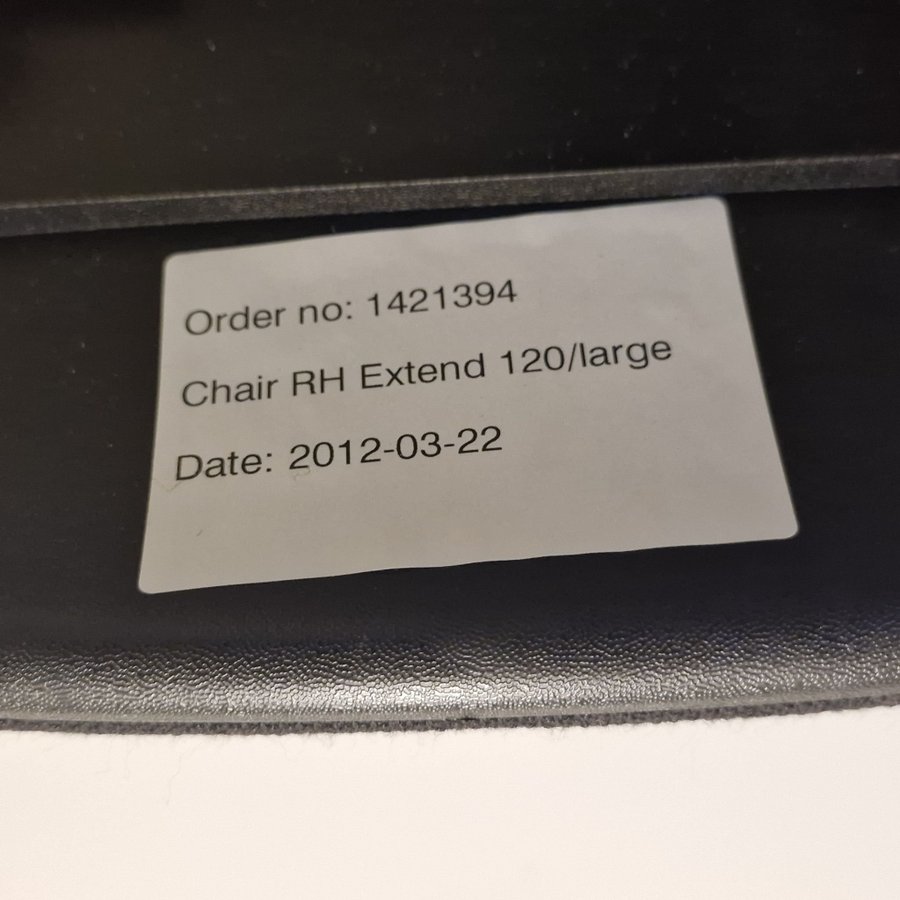 Order no: 1421394
Chair RH Extend 120/large
Date: 2012-03-22